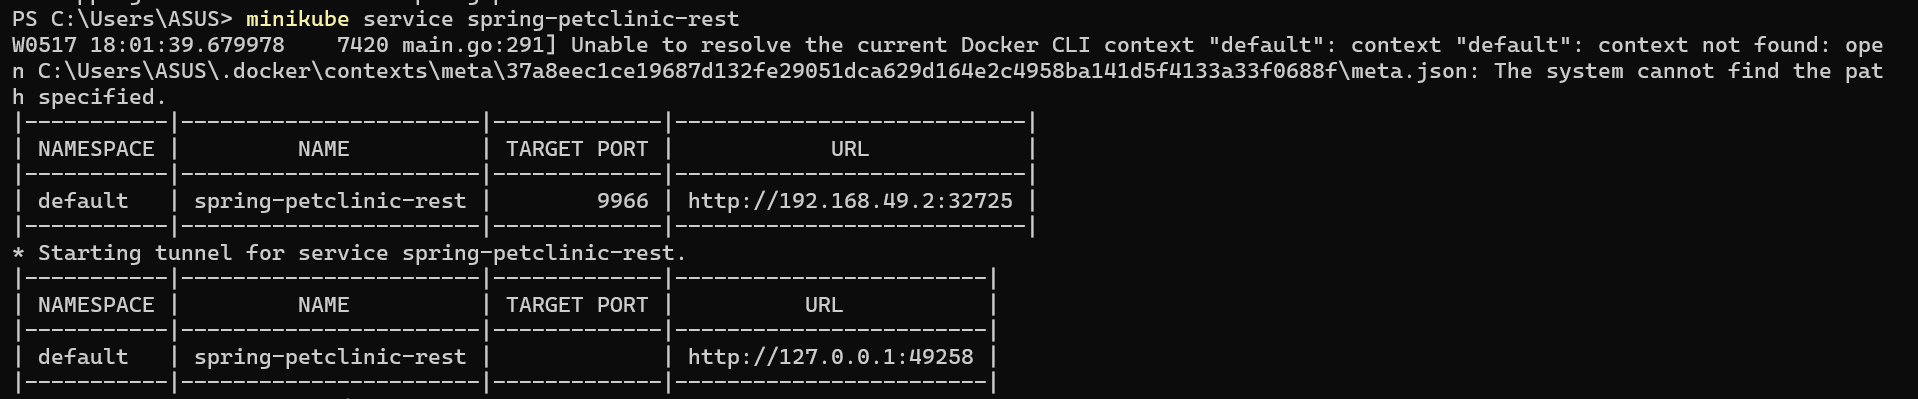 PS C:\Users\ASUS> minikube service spring-petclinic-rest
W0517 18:01:39.679978    7420 main.go:291] Unable to resolve the current Docker CLI context "default": context "default": context not found: ope
n C:\Users\ASUS\.docker\contexts\meta\37a8eec1ce19687d132fe29051dca629d164e2c4958ba141d5f4133a33f0688f\meta.json: The system cannot find the pat
h specified.
|-----------|-----------------------|-------------|---------------------------|
| NAMESPACE |         NAME          | TARGET PORT |            URL            |
|-----------|-----------------------|-------------|---------------------------|
| default   | spring-petclinic-rest |        9966 | http://192.168.49.2:32725 |
|-----------|-----------------------|-------------|---------------------------|
* Starting tunnel for service spring-petclinic-rest.
|-----------|-----------------------|-------------|------------------------|
| NAMESPACE |         NAME          | TARGET PORT |          URL           |
|-----------|-----------------------|-------------|------------------------|
| default   | spring-petclinic-rest |             | http://127.0.0.1:49258 |
|-----------|-----------------------|-------------|------------------------|